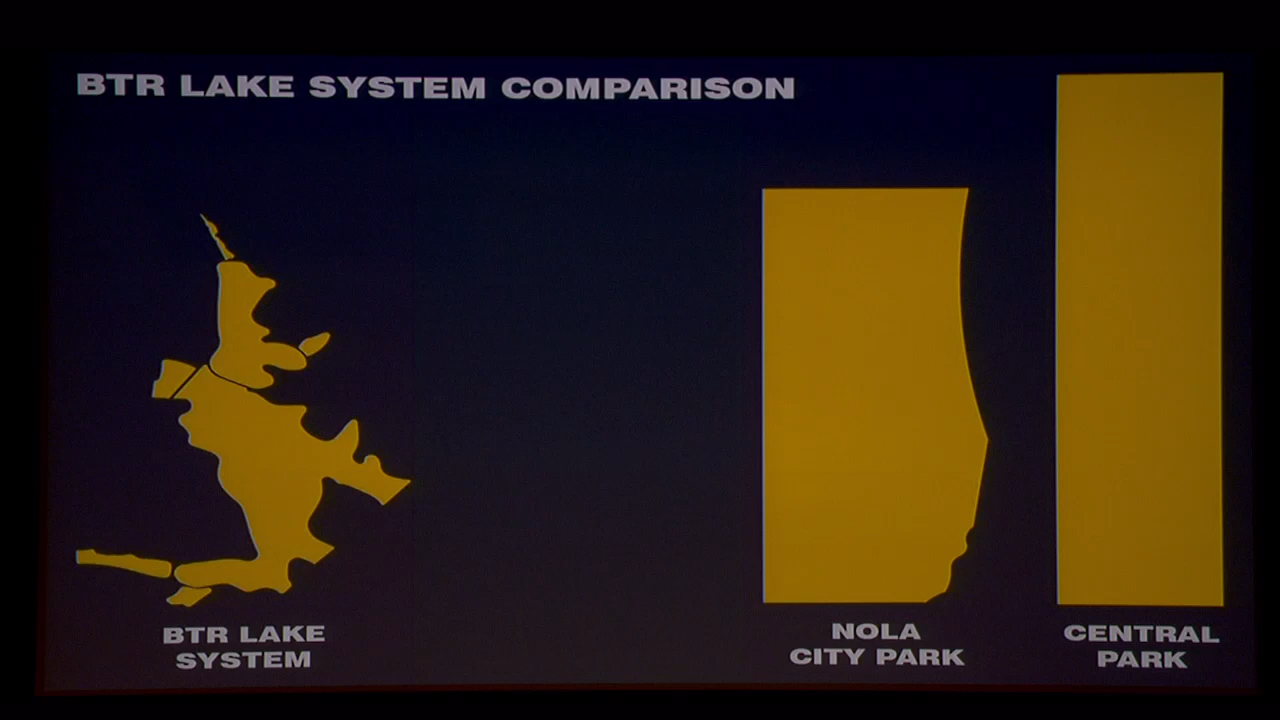 BTR LAKE SYSTEM COMPARISON
BTR LAKE
SYSTEM
NOLA
CITY PARK
CENTRAL
PARK